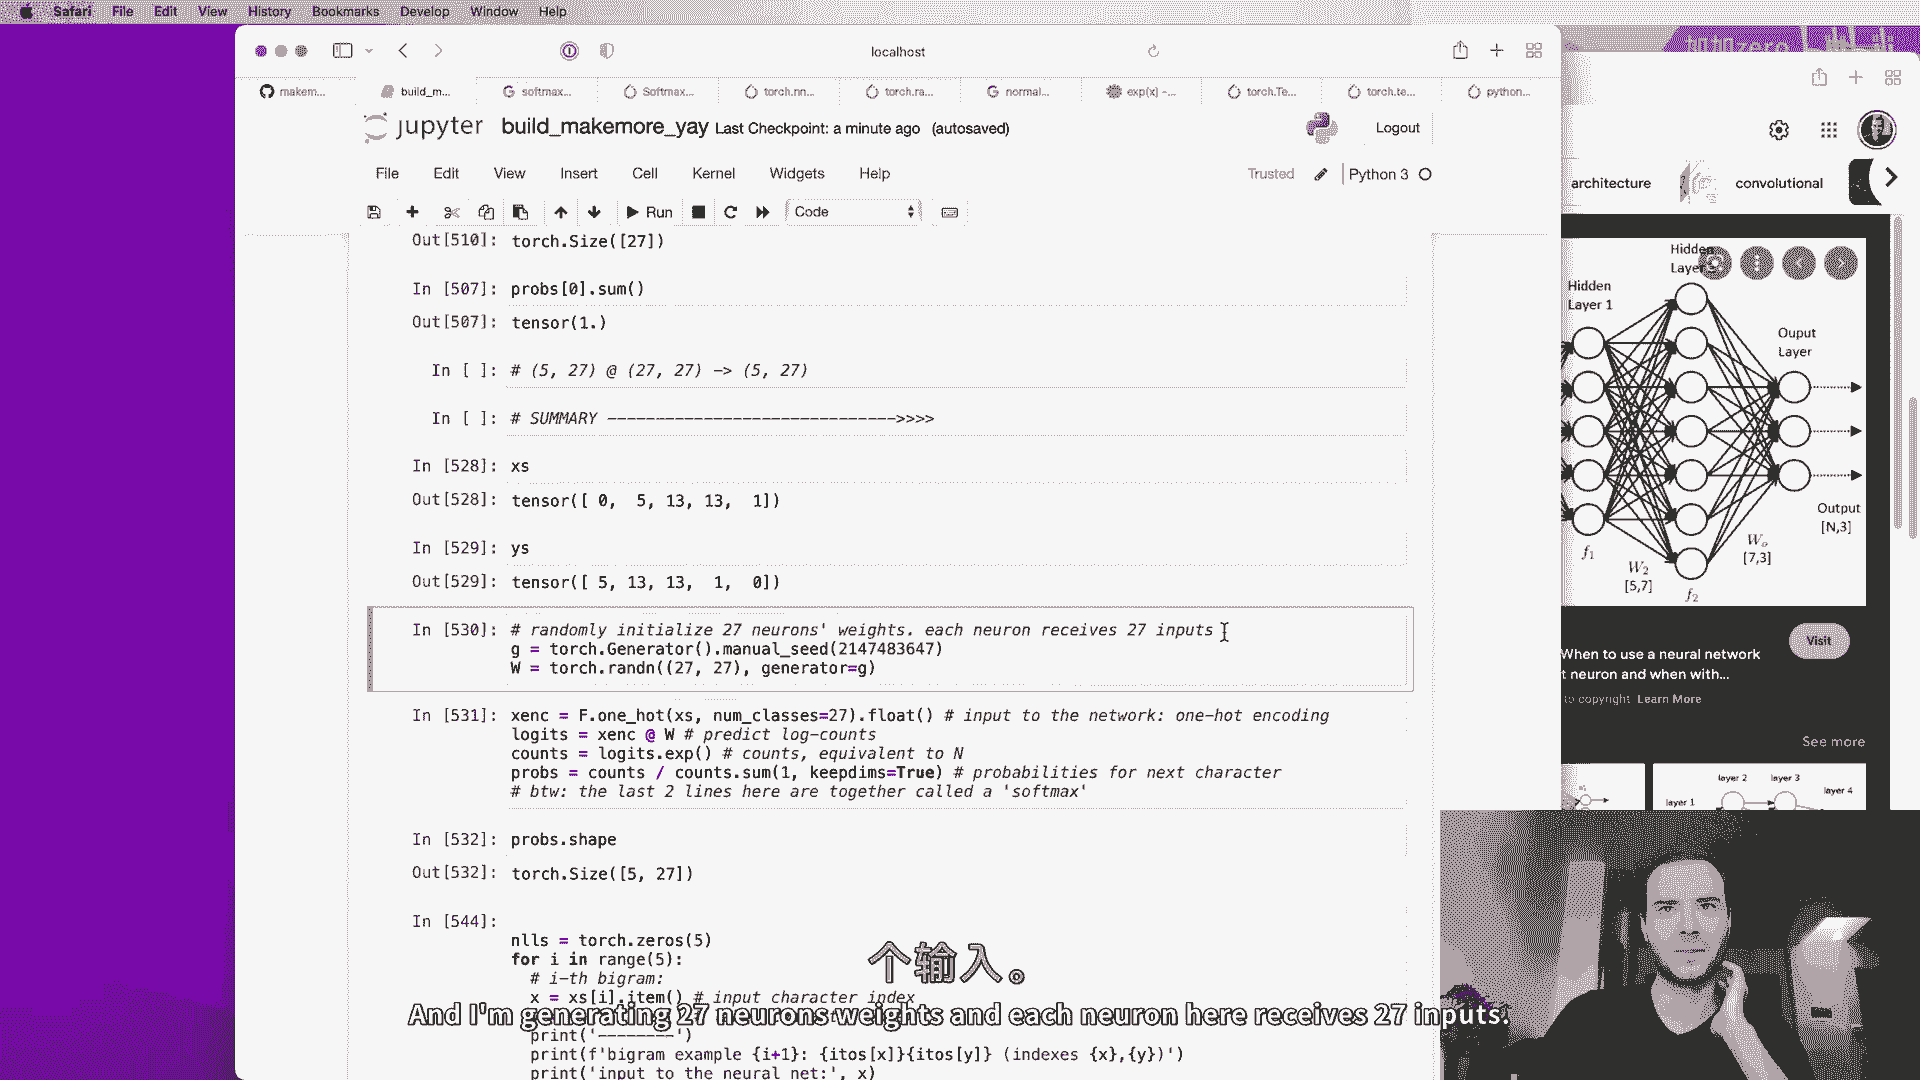 Safari File Edit View History Bookmarks Develop Window Help
localhost
makem... build_m... softmax... Softmax... torch.nn... torch.ra... normal... exp(x) -... torch.Te... torch.te... python...
jupyter build_makemore_yay Last Checkpoint: a minute ago (autosaved) Logout
File Edit View Insert Cell Kernel Widgets Help Trusted Python 3
Run Code
Out[510]: torch.Size([27])
In [507]: probs[0].sum()
Out[507]: tensor(1.)
In [ ]: # (5, 27) @ (27, 27) -> (5, 27)
In [ ]: # SUMMARY ------------------------------>>>>
In [528]: xs
Out[528]: tensor([ 0,  5, 13, 13,  1])
In [529]: ys
Out[529]: tensor([ 5, 13, 13,  1,  0])
In [530]: # randomly initialize 27 neurons' weights. each neuron receives 27 inputs
g = torch.Generator().manual_seed(2147483647)
W = torch.randn((27, 27), generator=g)
In [531]: xenc = F.one_hot(xs, num_classes=27).float() # input to the network: one-hot encoding
logits = xenc @ W # predict log-counts
counts = logits.exp() # counts, equivalent to N
probs = counts / counts.sum(1, keepdims=True) # probabilities for next character
# btw: the last 2 lines here are together called a 'softmax'
In [532]: probs.shape
Out[532]: torch.Size([5, 27])
In [544]:
nlls = torch.zeros(5)
for i in range(5):
# i-th bigram:
x = xs[i].item() # input character index
print('--------')
print(f'bigram example {i+1}: {itos[x]}{itos[y]} (indexes {x},{y})')
print('input to the neural net:', x)
个输入。
And I'm generating 27 neurons weights and each neuron here receives 27 inputs.
architecture convolutional
Hidden
Layer
Hidden
Layer 1
Ouput
Layer
Output
[N,3]
f1
W2
[5,7]
f2
Wo
[7,3]
Visit
When to use a neural network
t neuron and when with...
to copyright Learn More
See more
layer 1 layer 2 layer 3 layer 4